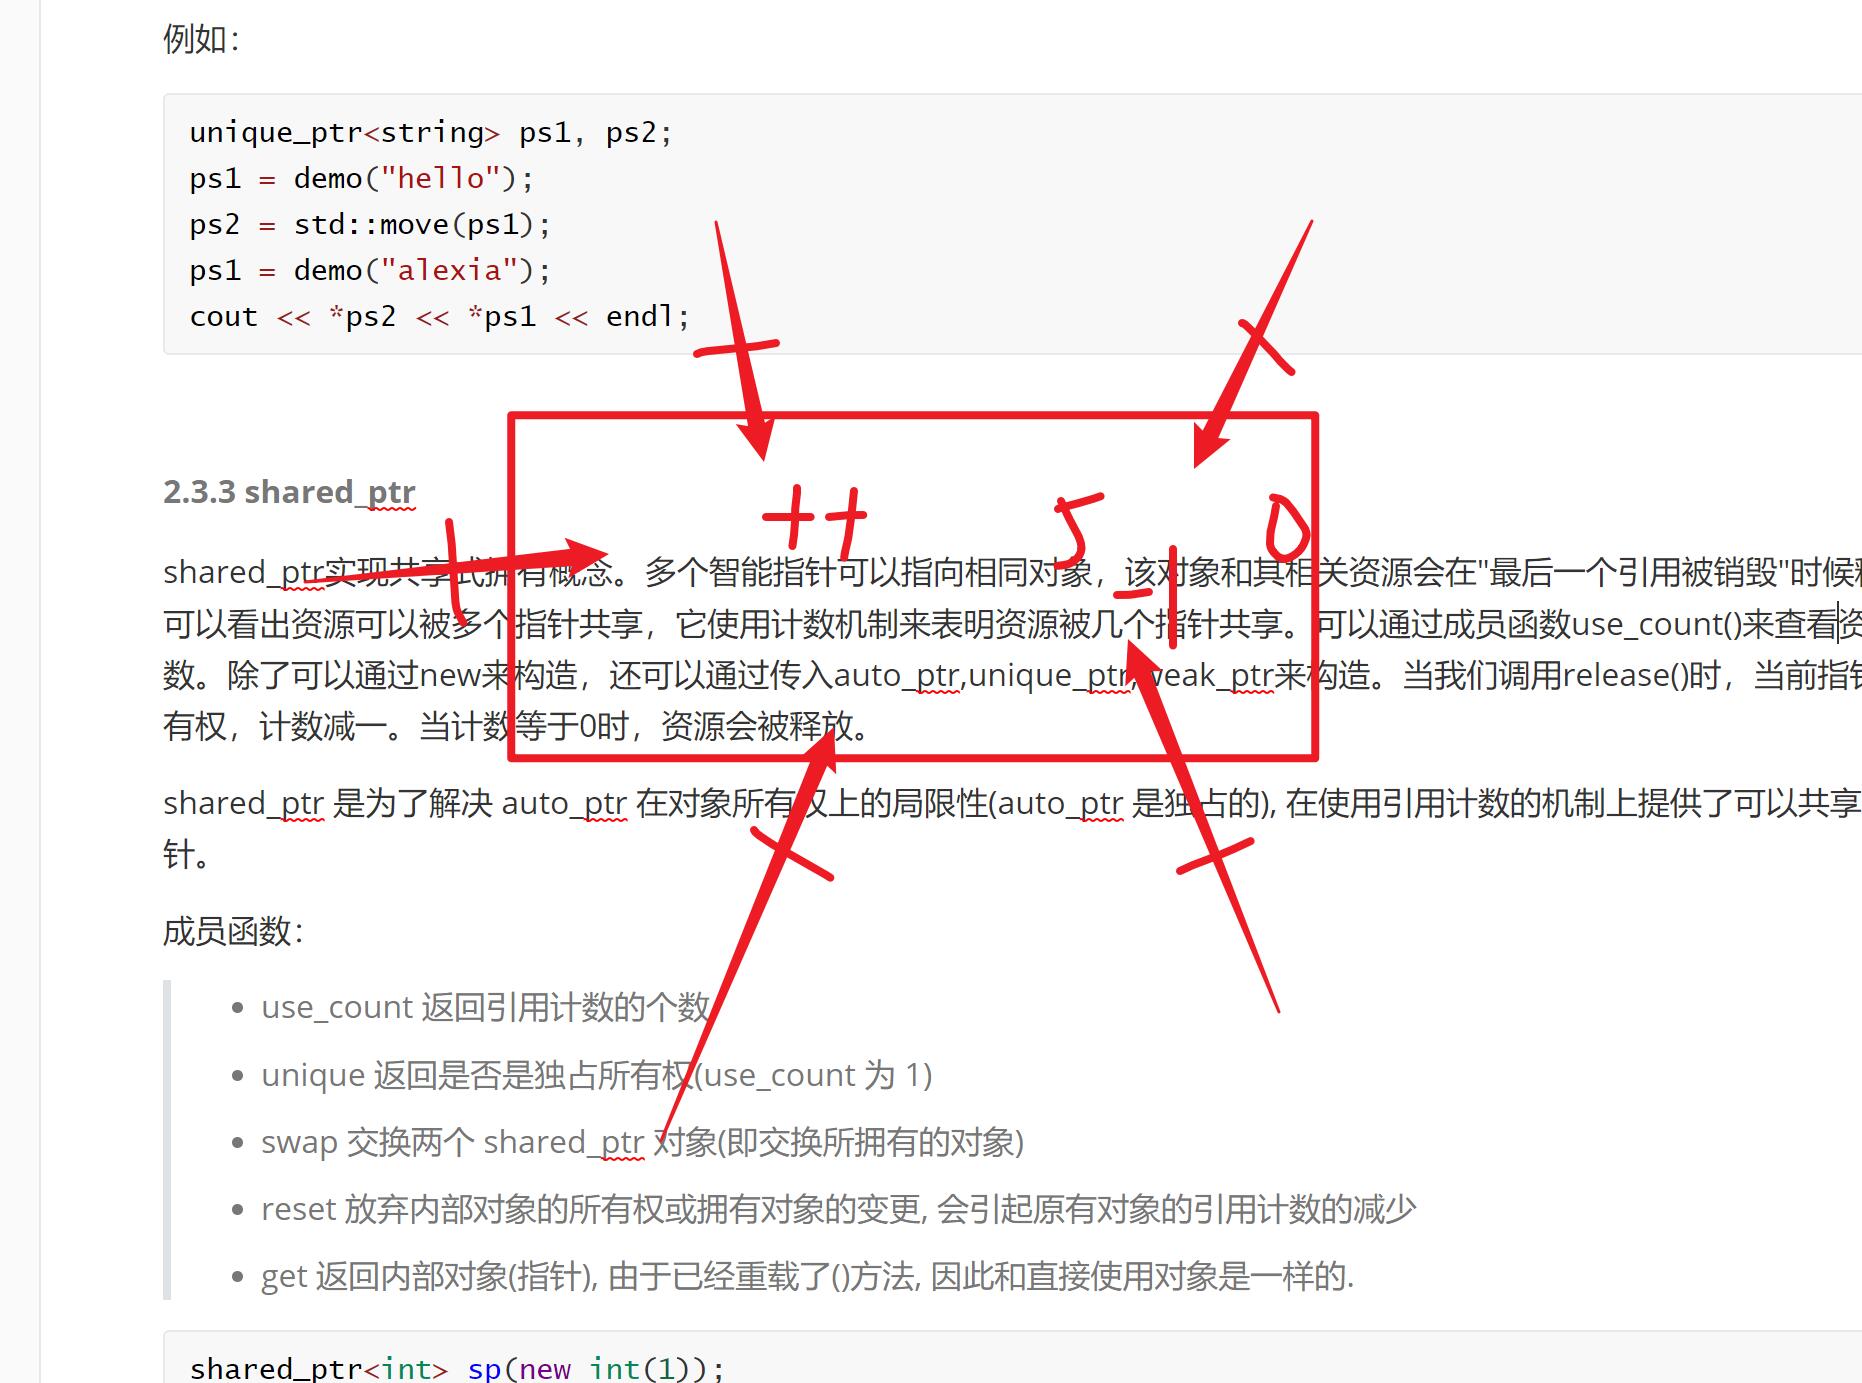 例如：
unique_ptr<string> ps1, ps2;
ps1 = demo("hello");
ps2 = std::move(ps1);
ps1 = demo("alexia");
cout << *ps2 << *ps1 << endl;
++ 5 0
-1
2.3.3 shared_ptr
shared_ptr实现共享式拥有概念。多个智能指针可以指向相同对象，该对象和其相关资源会在"最后一个引用被销毁"时候
可以看出资源可以被多个指针共享，它使用计数机制来表明资源被几个指针共享。可以通过成员函数use_count()来查看资
数。除了可以通过new来构造，还可以通过传入auto_ptr,unique_ptr,weak_ptr来构造。当我们调用release()时，当前指针
有权，计数减一。当计数等于0时，资源会被释放。
shared_ptr 是为了解决 auto_ptr 在对象所有权上的局限性(auto_ptr 是独占的), 在使用引用计数的机制上提供了可以共享
针。
成员函数：
• use_count 返回引用计数的个数
• unique 返回是否是独占所有权(use_count 为 1)
• swap 交换两个 shared_ptr 对象(即交换所拥有的对象)
• reset 放弃内部对象的所有权或拥有对象的变更, 会引起原有对象的引用计数的减少
• get 返回内部对象(指针), 由于已经重载了()方法, 因此和直接使用对象是一样的.
shared_ptr<int> sp(new int(1));